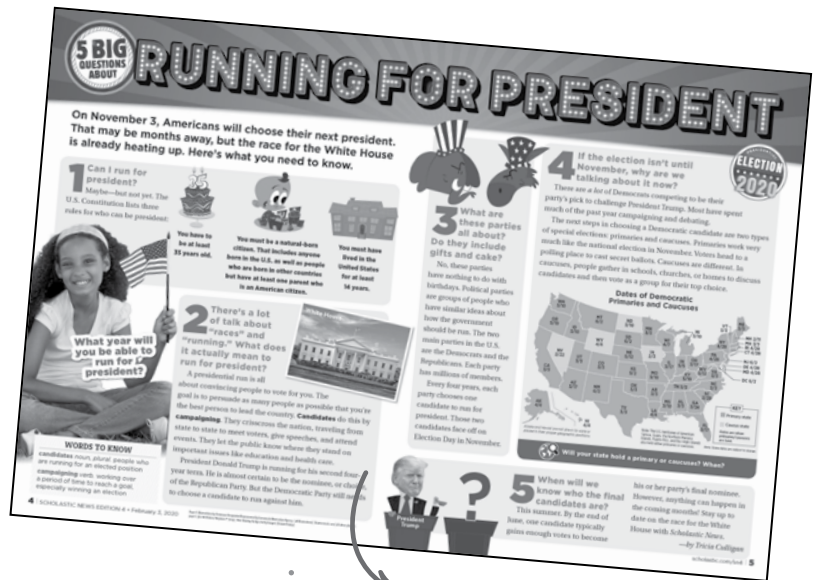 5 BIG
QUESTIONS
ABOUT
RUNNING FOR PRESIDENT
On November 3, Americans will choose their next president.
That may be months away, but the race for the White House
is already heating up. Here's what you need to know.
1 Can I run for
president?
Maybe—but not yet. The
U.S. Constitution lists three
rules for who can be president:
35
You have to
be at least
35 years old.
You must be a natural-born
citizen. That includes anyone
born in the U.S. as well as people
who are born in other countries
but have at least one parent who
is an American citizen.
You must have
lived in the
United States
for at least
14 years.
What year will
you be able to
run for
president?
WORDS TO KNOW
candidates noun, plural. people who
are running for an elected position
campaigning verb. working over
a period of time to reach a goal,
especially winning an election
2 There's a lot
of talk about
"races" and
"running." What does
it actually mean to
run for president?
A presidential run is all
about convincing people to vote for you. The
goal is to persuade as many people as possible that you're
the best person to lead the country. Candidates do this by
campaigning. They crisscross the nation, traveling from
state to state to meet voters, give speeches, and attend
events. They let the public know where they stand on
important issues like education and health care.
President Donald Trump is running for his second four-
year term. He is almost certain to be the nominee, or choice,
of the Republican Party. But the Democratic Party still needs
to choose a candidate to run against him.
White House
3 What are
these parties
all about?
Do they include
gifts and cake?
No, these parties
have nothing to do with
birthdays. Political parties
are groups of people who
have similar ideas about
how the government
should be run. The two
main parties in the U.S.
are the Democrats and the
Republicans. Each party
has millions of members.
Every four years, each
party chooses one
candidate to run for
president. Those two
candidates face off on
Election Day in November.
4 If the election isn't until
November, why are we
talking about it now?
There are a lot of Democrats competing to be their
party's pick to challenge President Trump. Most have spent
much of the past year campaigning and debating.
The next steps in choosing a Democratic candidate are two types
of special elections: primaries and caucuses. Primaries work very
much like the national election in November. Voters head to a
polling place to cast secret ballots. Caucuses are different. In
caucuses, people gather in schools, churches, or homes to discuss
candidates and then vote as a group for their top choice.
ELECTION
2020
Dates of Democratic
Primaries and Caucuses
KEY
Primary state
Caucus state
Will your state hold a primary or caucuses? When?
President
Trump
?
5 When will we
know who the final
candidates are?
This summer. By the end of
June, one candidate typically
gains enough votes to become
his or her party's final nominee.
However, anything can happen in
the coming months! Stay up to
date on the race for the White
House with Scholastic News.
—by Tricia Culligan
4 SCHOLASTIC NEWS EDITION 4 • February 3, 2020
scholastic.com/sn4 5